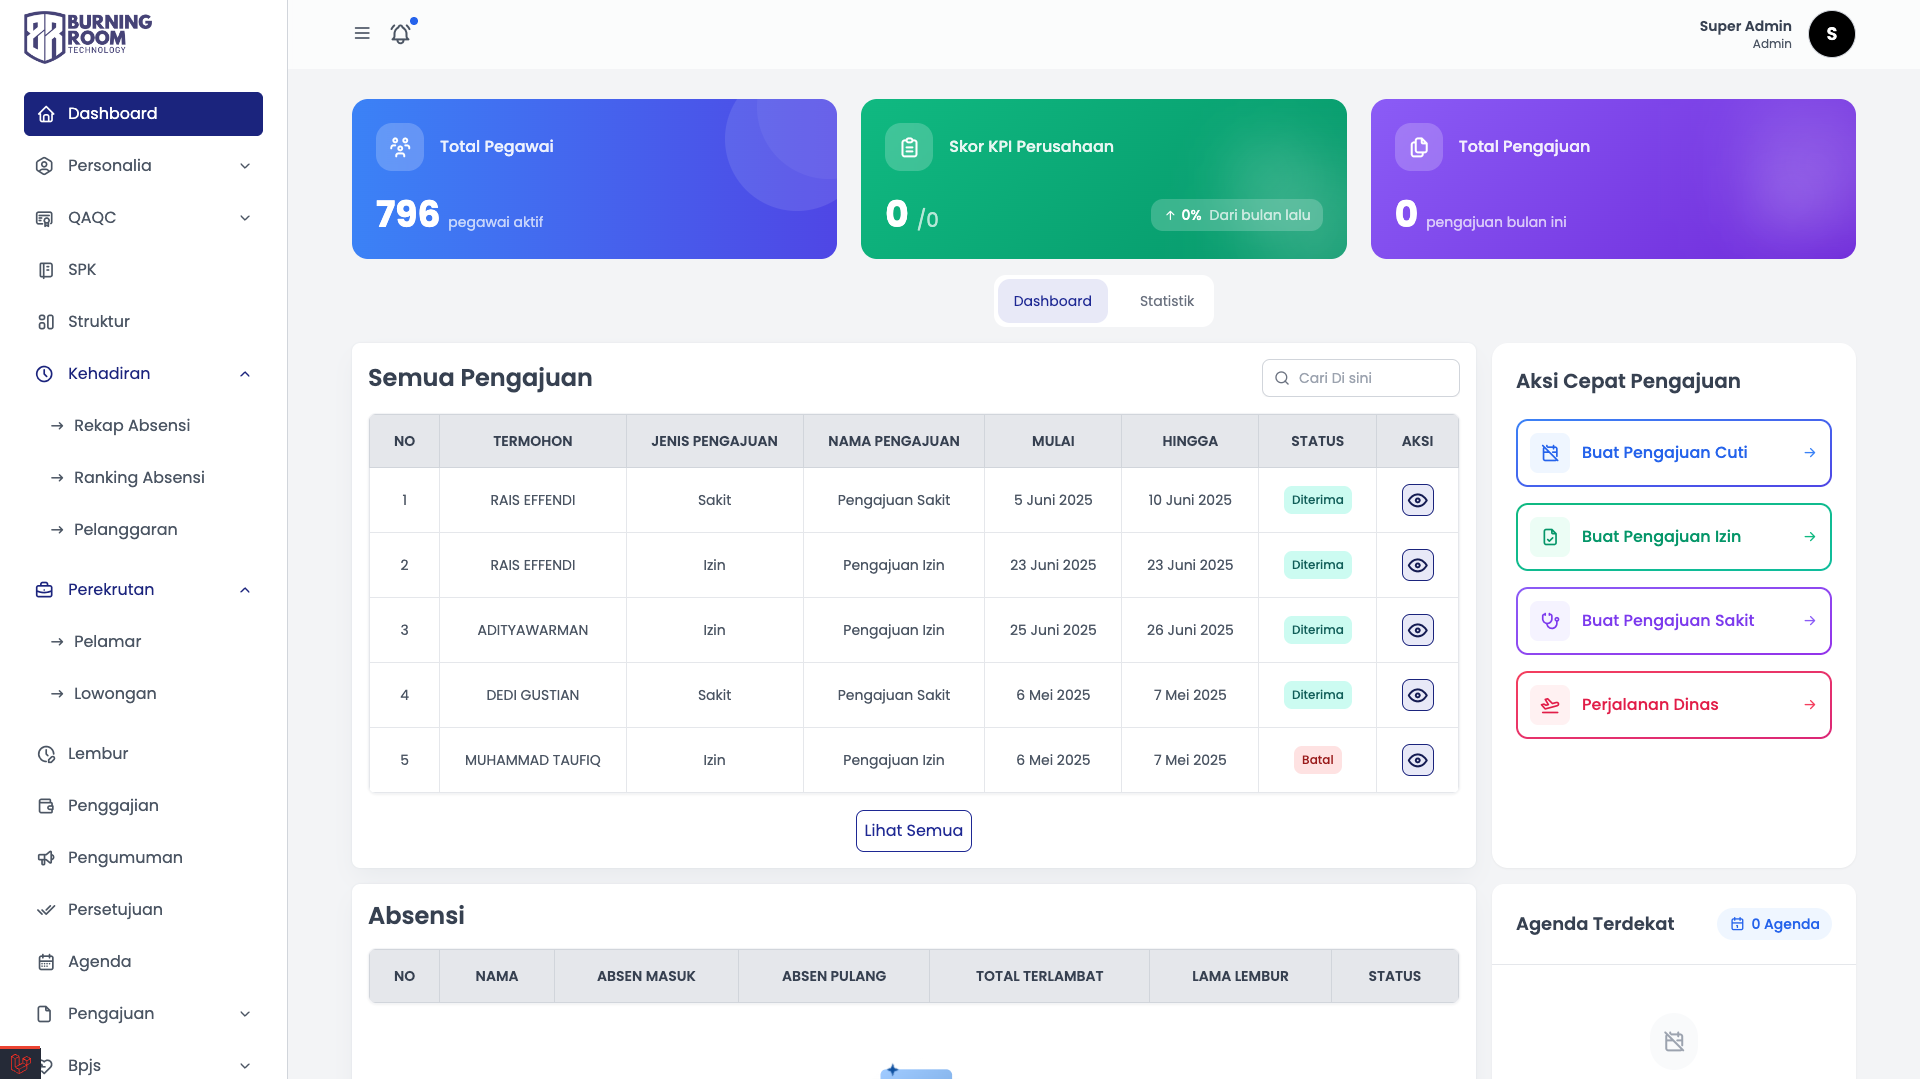 BURNING
ROOM
TECHNOLOGY
Super Admin
Admin
S
Dashboard
Personalia
QAQC
SPK
Struktur
Kehadiran
Rekap Absensi
Ranking Absensi
Pelanggaran
Perekrutan
Pelamar
Lowongan
Lembur
Penggajian
Pengumuman
Persetujuan
Agenda
Pengajuan
Bpjs
Total Pegawai
796 pegawai aktif
Skor KPI Perusahaan
0 /0
0% Dari bulan lalu
Total Pengajuan
0 pengajuan bulan ini
Dashboard Statistik
Semua Pengajuan
Cari Di sini
NO TERMOHON JENIS PENGAJUAN NAMA PENGAJUAN MULAI HINGGA STATUS AKSI
1 RAIS EFFENDI Sakit Pengajuan Sakit 5 Juni 2025 10 Juni 2025 Diterima
2 RAIS EFFENDI Izin Pengajuan Izin 23 Juni 2025 23 Juni 2025 Diterima
3 ADITYAWARMAN Izin Pengajuan Izin 25 Juni 2025 26 Juni 2025 Diterima
4 DEDI GUSTIAN Sakit Pengajuan Sakit 6 Mei 2025 7 Mei 2025 Diterima
5 MUHAMMAD TAUFIQ Izin Pengajuan Izin 6 Mei 2025 7 Mei 2025 Batal
Lihat Semua
Aksi Cepat Pengajuan
Buat Pengajuan Cuti
Buat Pengajuan Izin
Buat Pengajuan Sakit
Perjalanan Dinas
Absensi
NO NAMA ABSEN MASUK ABSEN PULANG TOTAL TERLAMBAT LAMA LEMBUR STATUS
Agenda Terdekat
0 Agenda